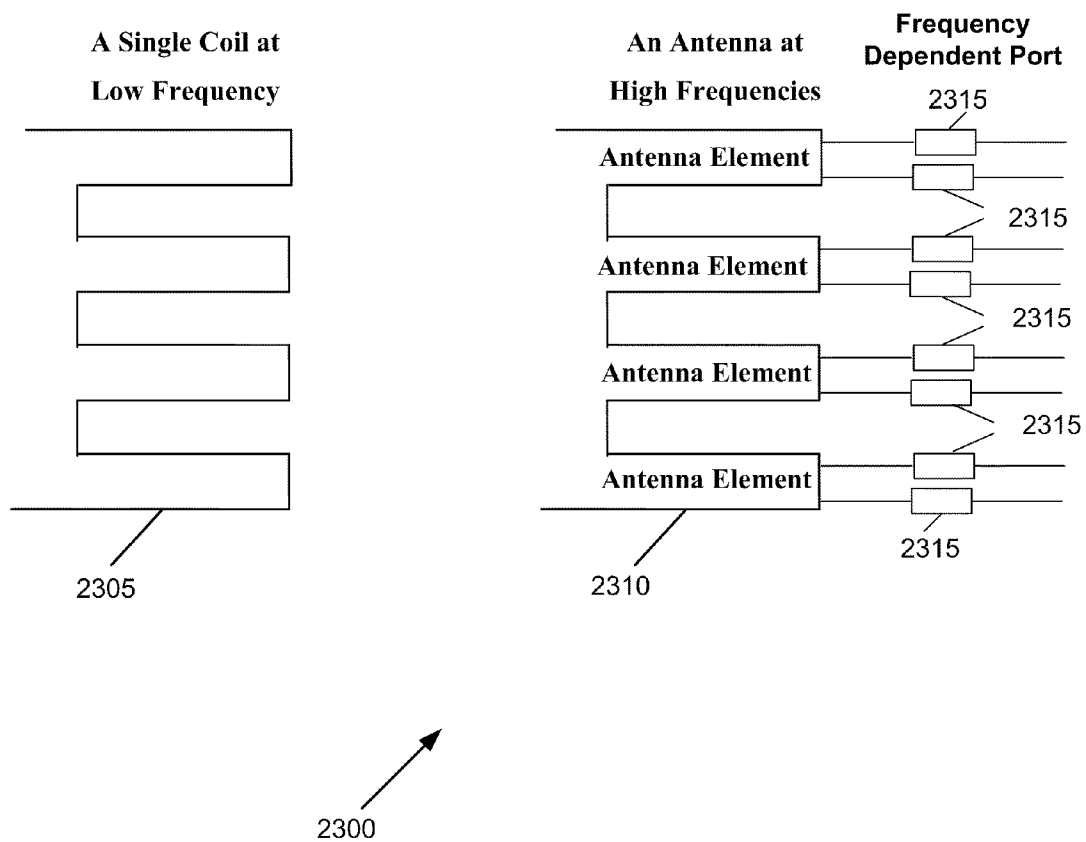 A Single Coil at
Low Frequency
An Antenna at
High Frequencies
Frequency
Dependent Port
2315
Antenna Element
2315
Antenna Element
2315
Antenna Element
2315
Antenna Element
2315
2305
2310
2300